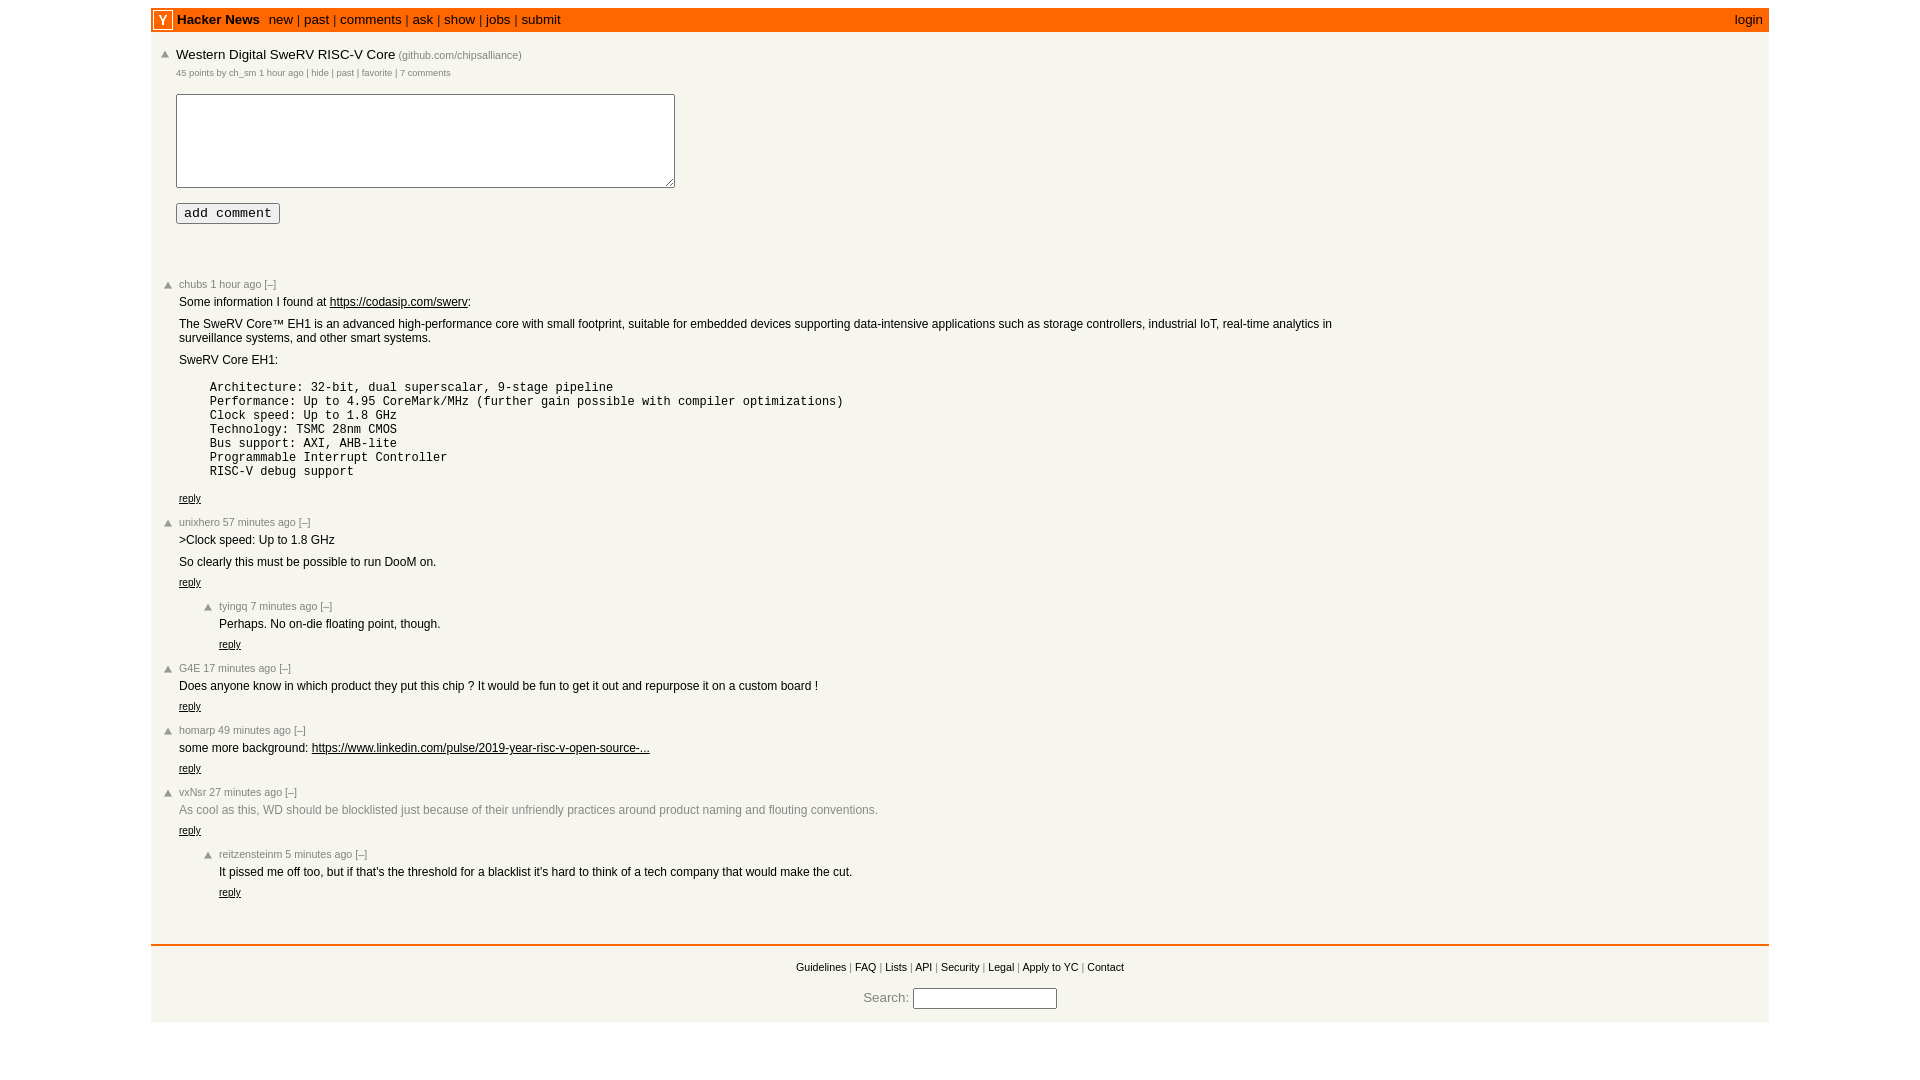 Y Hacker News new | past | comments | ask | show | jobs | submit login
Western Digital SweRV RISC-V Core (github.com/chipsalliance)
45 points by ch_sm 1 hour ago | hide | past | favorite | 7 comments
add comment
chubs 1 hour ago [–]
Some information I found at https://codasip.com/swerv:
The SweRV Core™ EH1 is an advanced high-performance core with small footprint, suitable for embedded devices supporting data-intensive applications such as storage controllers, industrial IoT, real-time analytics in
surveillance systems, and other smart systems.
SweRV Core EH1:
Architecture: 32-bit, dual superscalar, 9-stage pipeline
Performance: Up to 4.95 CoreMark/MHz (further gain possible with compiler optimizations)
Clock speed: Up to 1.8 GHz
Technology: TSMC 28nm CMOS
Bus support: AXI, AHB-lite
Programmable Interrupt Controller
RISC-V debug support
reply
unixhero 57 minutes ago [–]
>Clock speed: Up to 1.8 GHz
So clearly this must be possible to run DooM on.
reply
tyingq 7 minutes ago [–]
Perhaps. No on-die floating point, though.
reply
G4E 17 minutes ago [–]
Does anyone know in which product they put this chip ? It would be fun to get it out and repurpose it on a custom board !
reply
homarp 49 minutes ago [–]
some more background: https://www.linkedin.com/pulse/2019-year-risc-v-open-source-...
reply
vxNsr 27 minutes ago [–]
As cool as this, WD should be blocklisted just because of their unfriendly practices around product naming and flouting conventions.
reply
reitzensteinm 5 minutes ago [–]
It pissed me off too, but if that's the threshold for a blacklist it's hard to think of a tech company that would make the cut.
reply
Guidelines | FAQ | Lists | API | Security | Legal | Apply to YC | Contact
Search: